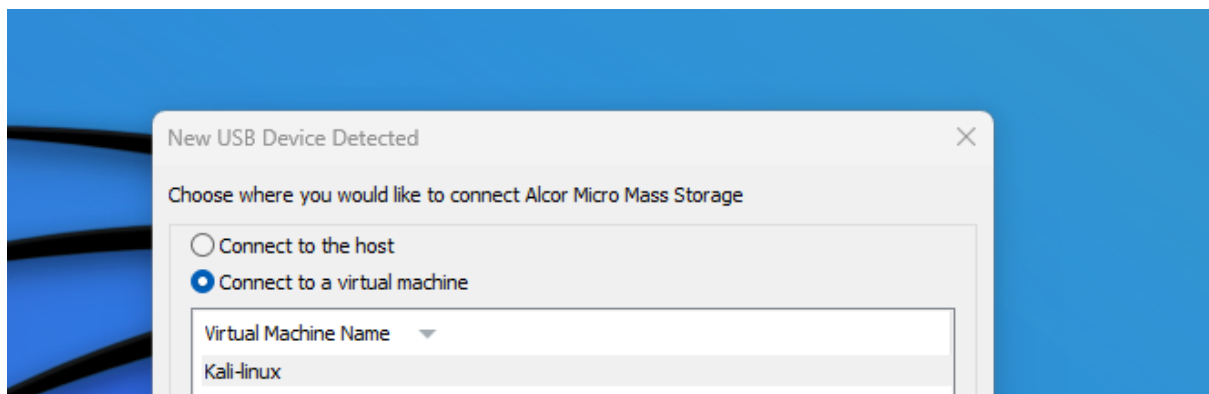 New USB Device Detected
Choose where you would like to connect Alcor Micro Mass Storage
Connect to the host
Connect to a virtual machine
Virtual Machine Name
Kali-linux